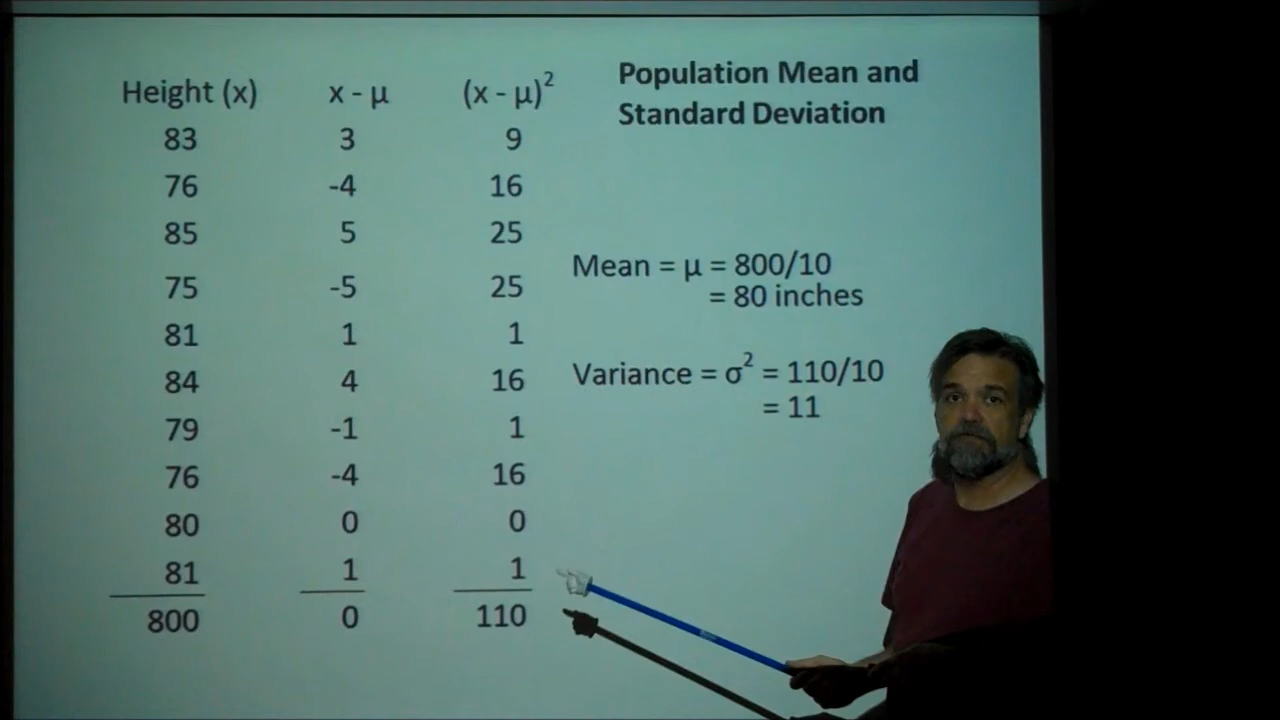 Population Mean and
Standard Deviation
Height (x) x - μ (x - μ)²
83 3 9
76 -4 16
85 5 25
75 -5 25
81 1 1
84 4 16
79 -1 1
76 -4 16
80 0 0
81 1 1
800 0 110
Mean = μ = 800/10
= 80 inches
Variance = σ² = 110/10
= 11